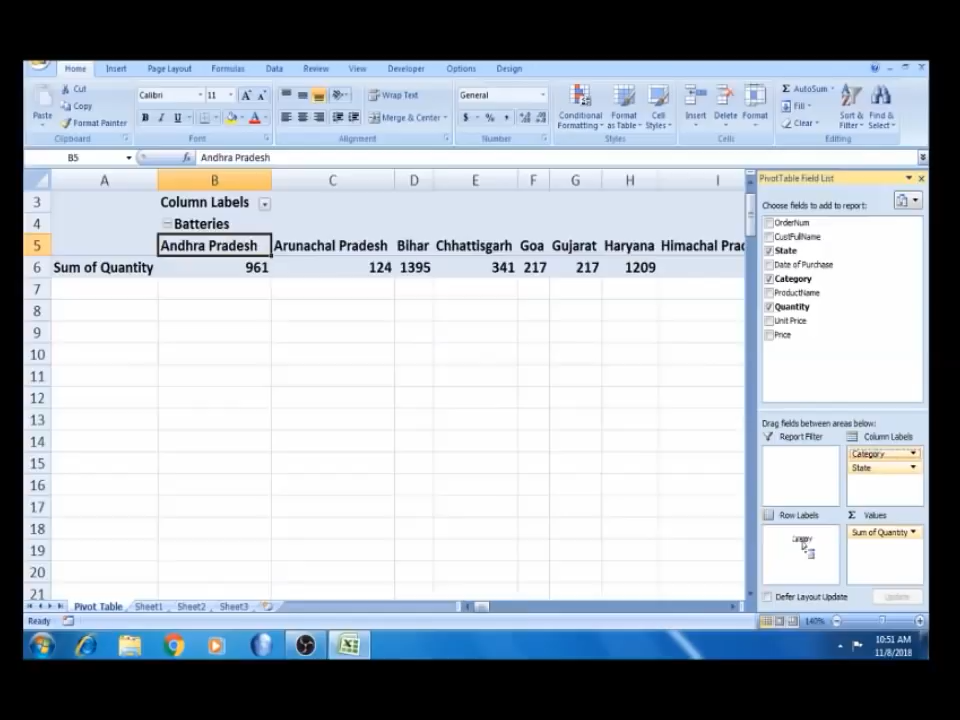 Home Insert Page Layout Formulas Data Review View Developer Options Design
Cut
Copy
Format Painter
Paste
Clipboard
Calibri 11
B I U
Font
Wrap Text
Merge & Center
Alignment
General
$ % ,
Number
Conditional Formatting
Format as Table
Cell Styles
Styles
Insert Delete Format
Cells
AutoSum
Fill
Clear
Sort & Filter
Find & Select
Editing
B5 fx Andhra Pradesh
A B C D E F G H I
3 Column Labels
4 Batteries
5 Andhra Pradesh Arunachal Pradesh Bihar Chhattisgarh Goa Gujarat Haryana Himachal Prac
6 Sum of Quantity 961 124 1395 341 217 217 1209
7
8
9
10
11
12
13
14
15
16
17
18
19
20
21
PivotTable Field List
Choose fields to add to report:
OrderNum
CustFullName
State
Date of Purchase
Category
ProductName
Quantity
Unit Price
Price
Drag fields between areas below:
Report Filter Column Labels
Category
State
Row Labels Σ Values
Category
Sum of Quantity
Defer Layout Update Update
Pivot Table Sheet1 Sheet2 Sheet3
Ready 140%
10:51 AM
11/8/2018